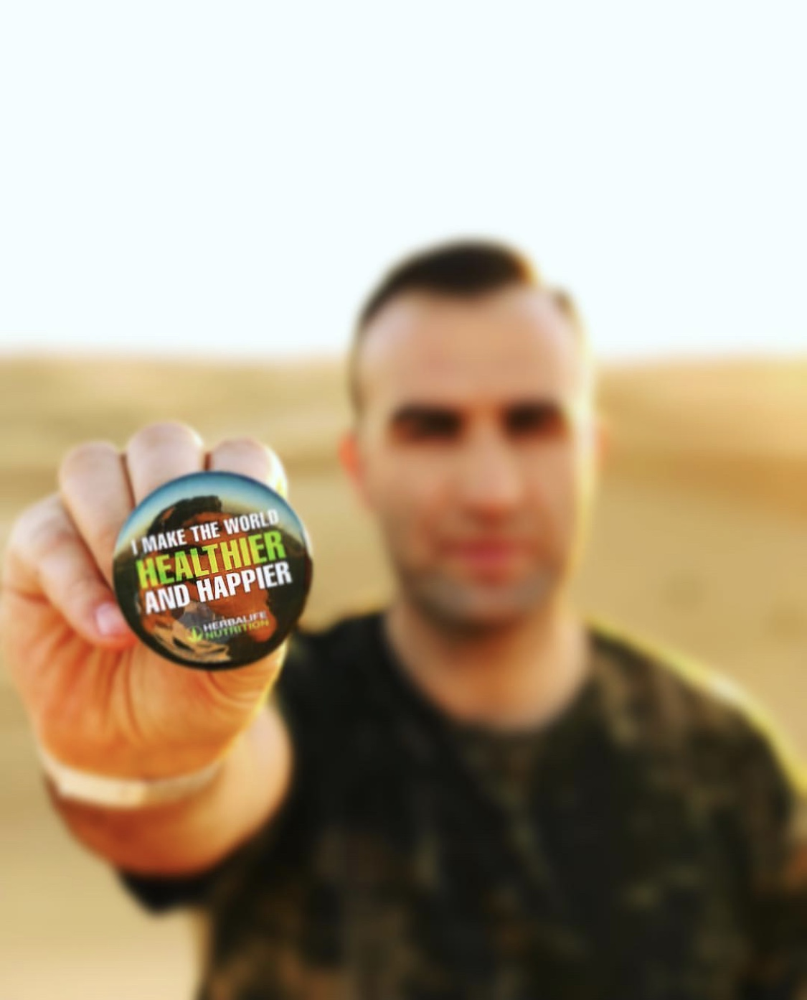 I MAKE THE WORLD
HEALTHIER
AND HAPPIER
HERBALIFE
NUTRITION